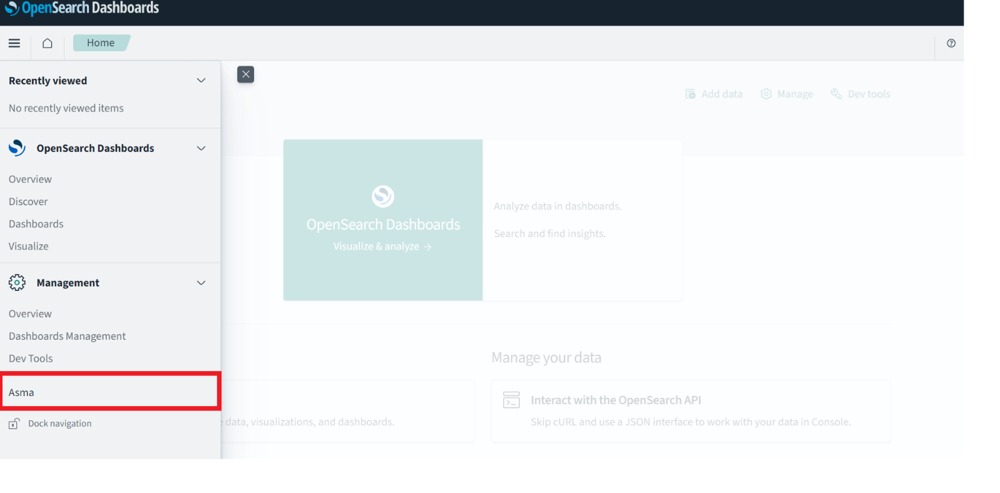 OpenSearch Dashboards
Home
Recently viewed
No recently viewed items
OpenSearch Dashboards
Overview
Discover
Dashboards
Visualize
Management
Overview
Dashboards Management
Dev Tools
Asma
Dock navigation
Add data
Manage
Dev tools
OpenSearch Dashboards
Visualize & analyze →
Analyze data in dashboards.
Search and find insights.
data, visualizations, and dashboards.
Manage your data
Interact with the OpenSearch API
Skip cURL and use a JSON interface to work with your data in Console.